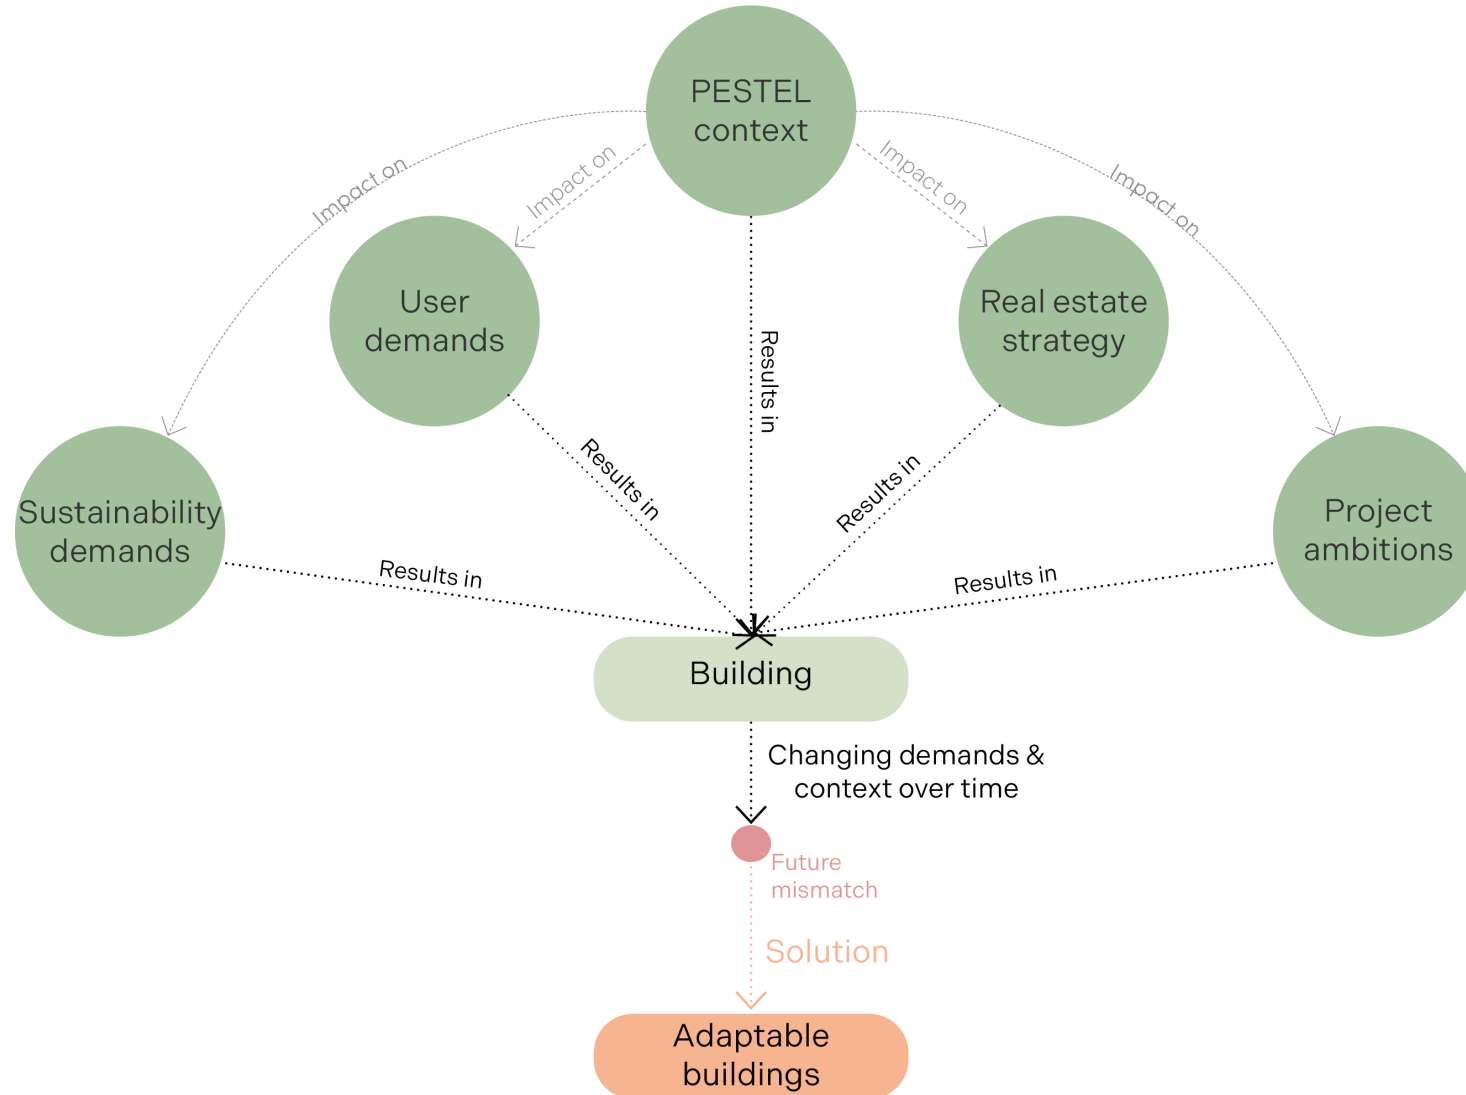 PESTEL
context
Impact on
Impact on
Impact on
Impact on
User
demands
Real estate
strategy
Results in
Sustainability
demands
Project
ambitions
Results in
Results in
Results in
Results in
Building
Changing demands &
context over time
Future
mismatch
Solution
Adaptable
buildings